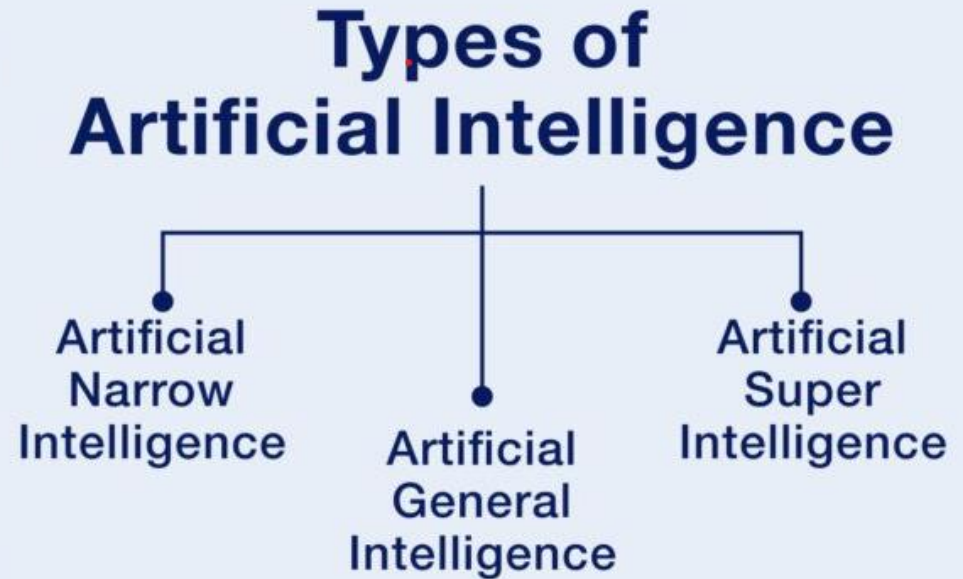 Types of
Artificial Intelligence
Artificial
Narrow
Intelligence
Artificial
General
Intelligence
Artificial
Super
Intelligence